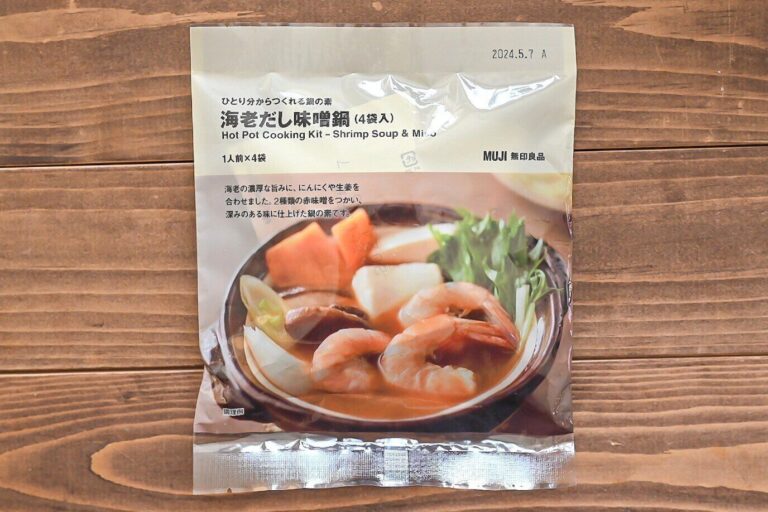 2024.5.7 A
ひとり分からつくれる鍋の素
海老だし味噌鍋(4袋入)
Hot Pot Cooking Kit – Shrimp Soup & Miso
1人前×4袋
MUJI 無印良品
海老の濃厚な旨みに、にんにくや生姜を
合わせました。2種類の赤味噌をつかい、
深みのある味に仕上げた鍋の素です。
調理例